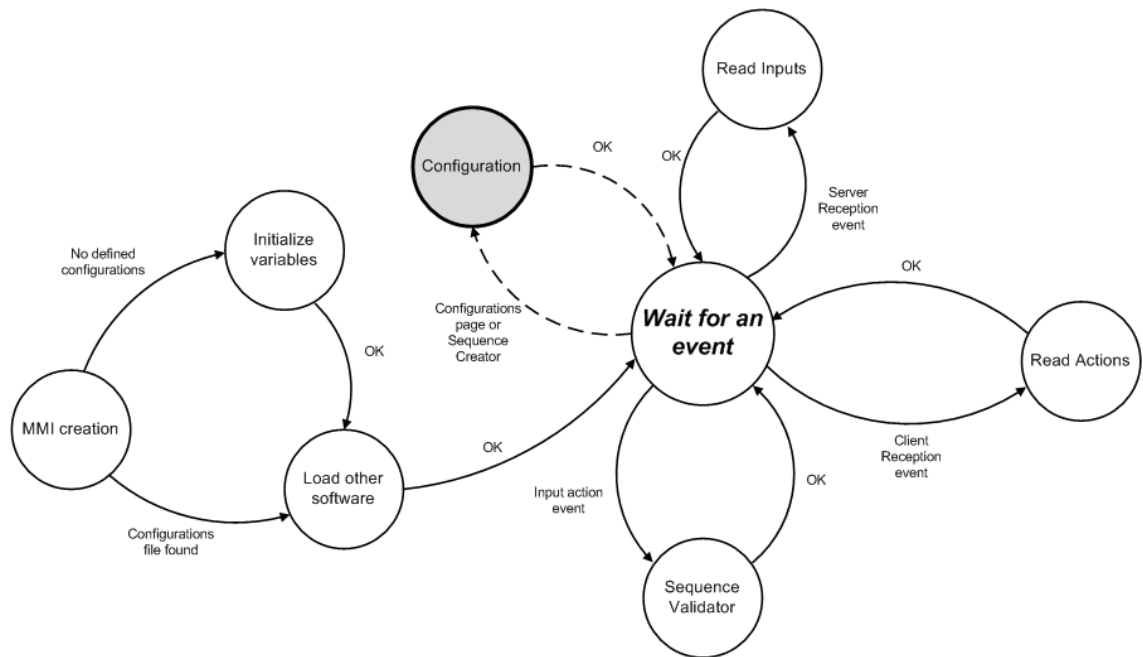 Read Inputs
OK
Configuration
OK
Server
Reception
event
Initialize
variables
No defined
configurations
OK
Configurations
page or
Sequence
Creator
Wait for an
event
OK
Read Actions
MMI creation
OK
Load other
software
Client
Reception
event
Input action
event
OK
Configurations
file found
Sequence
Validator